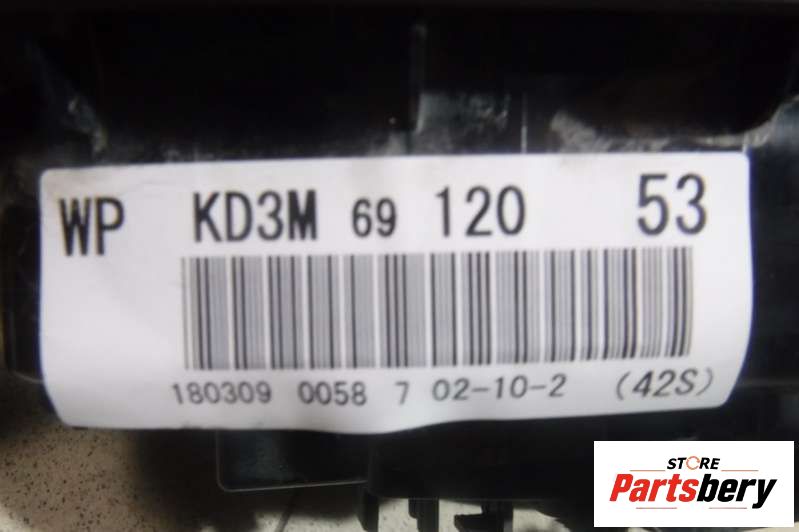 WP KD3M 69 120 53
180309 0058 7 02-10-2 (42S)
STORE
Partsbery